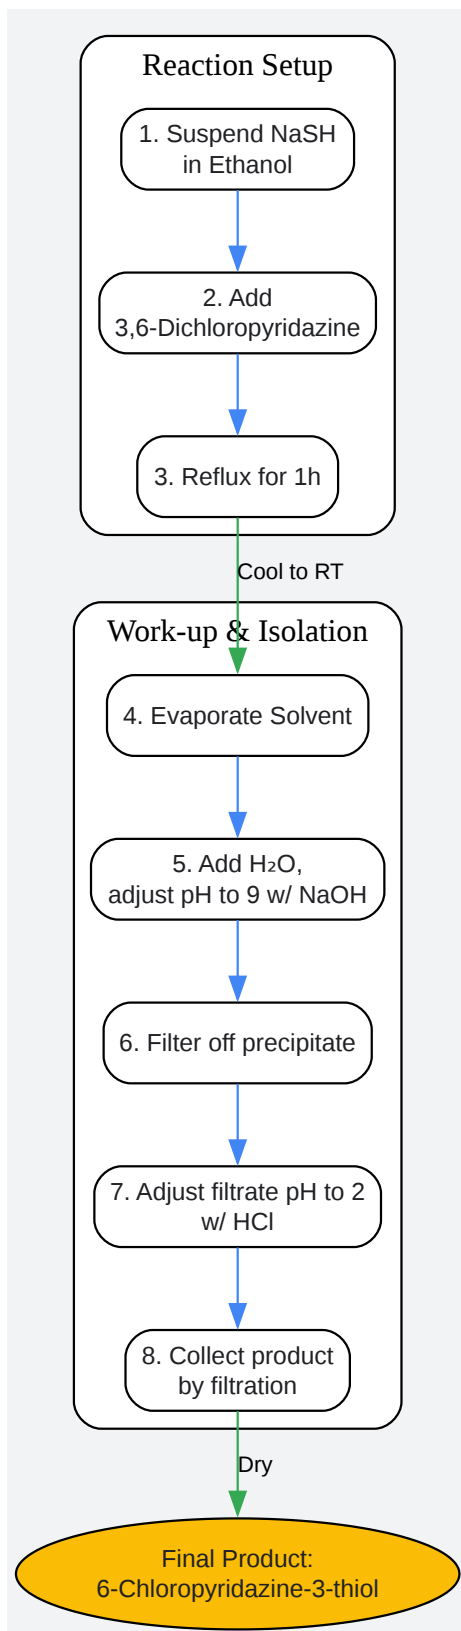 Reaction Setup
1. Suspend NaSH
in Ethanol
2. Add
3,6-Dichloropyridazine
3. Reflux for 1h
Cool to RT
Work-up & Isolation
4. Evaporate Solvent
5. Add H₂O,
adjust pH to 9 w/ NaOH
6. Filter off precipitate
7. Adjust filtrate pH to 2
w/ HCl
8. Collect product
by filtration
Dry
Final Product:
6-Chloropyridazine-3-thiol